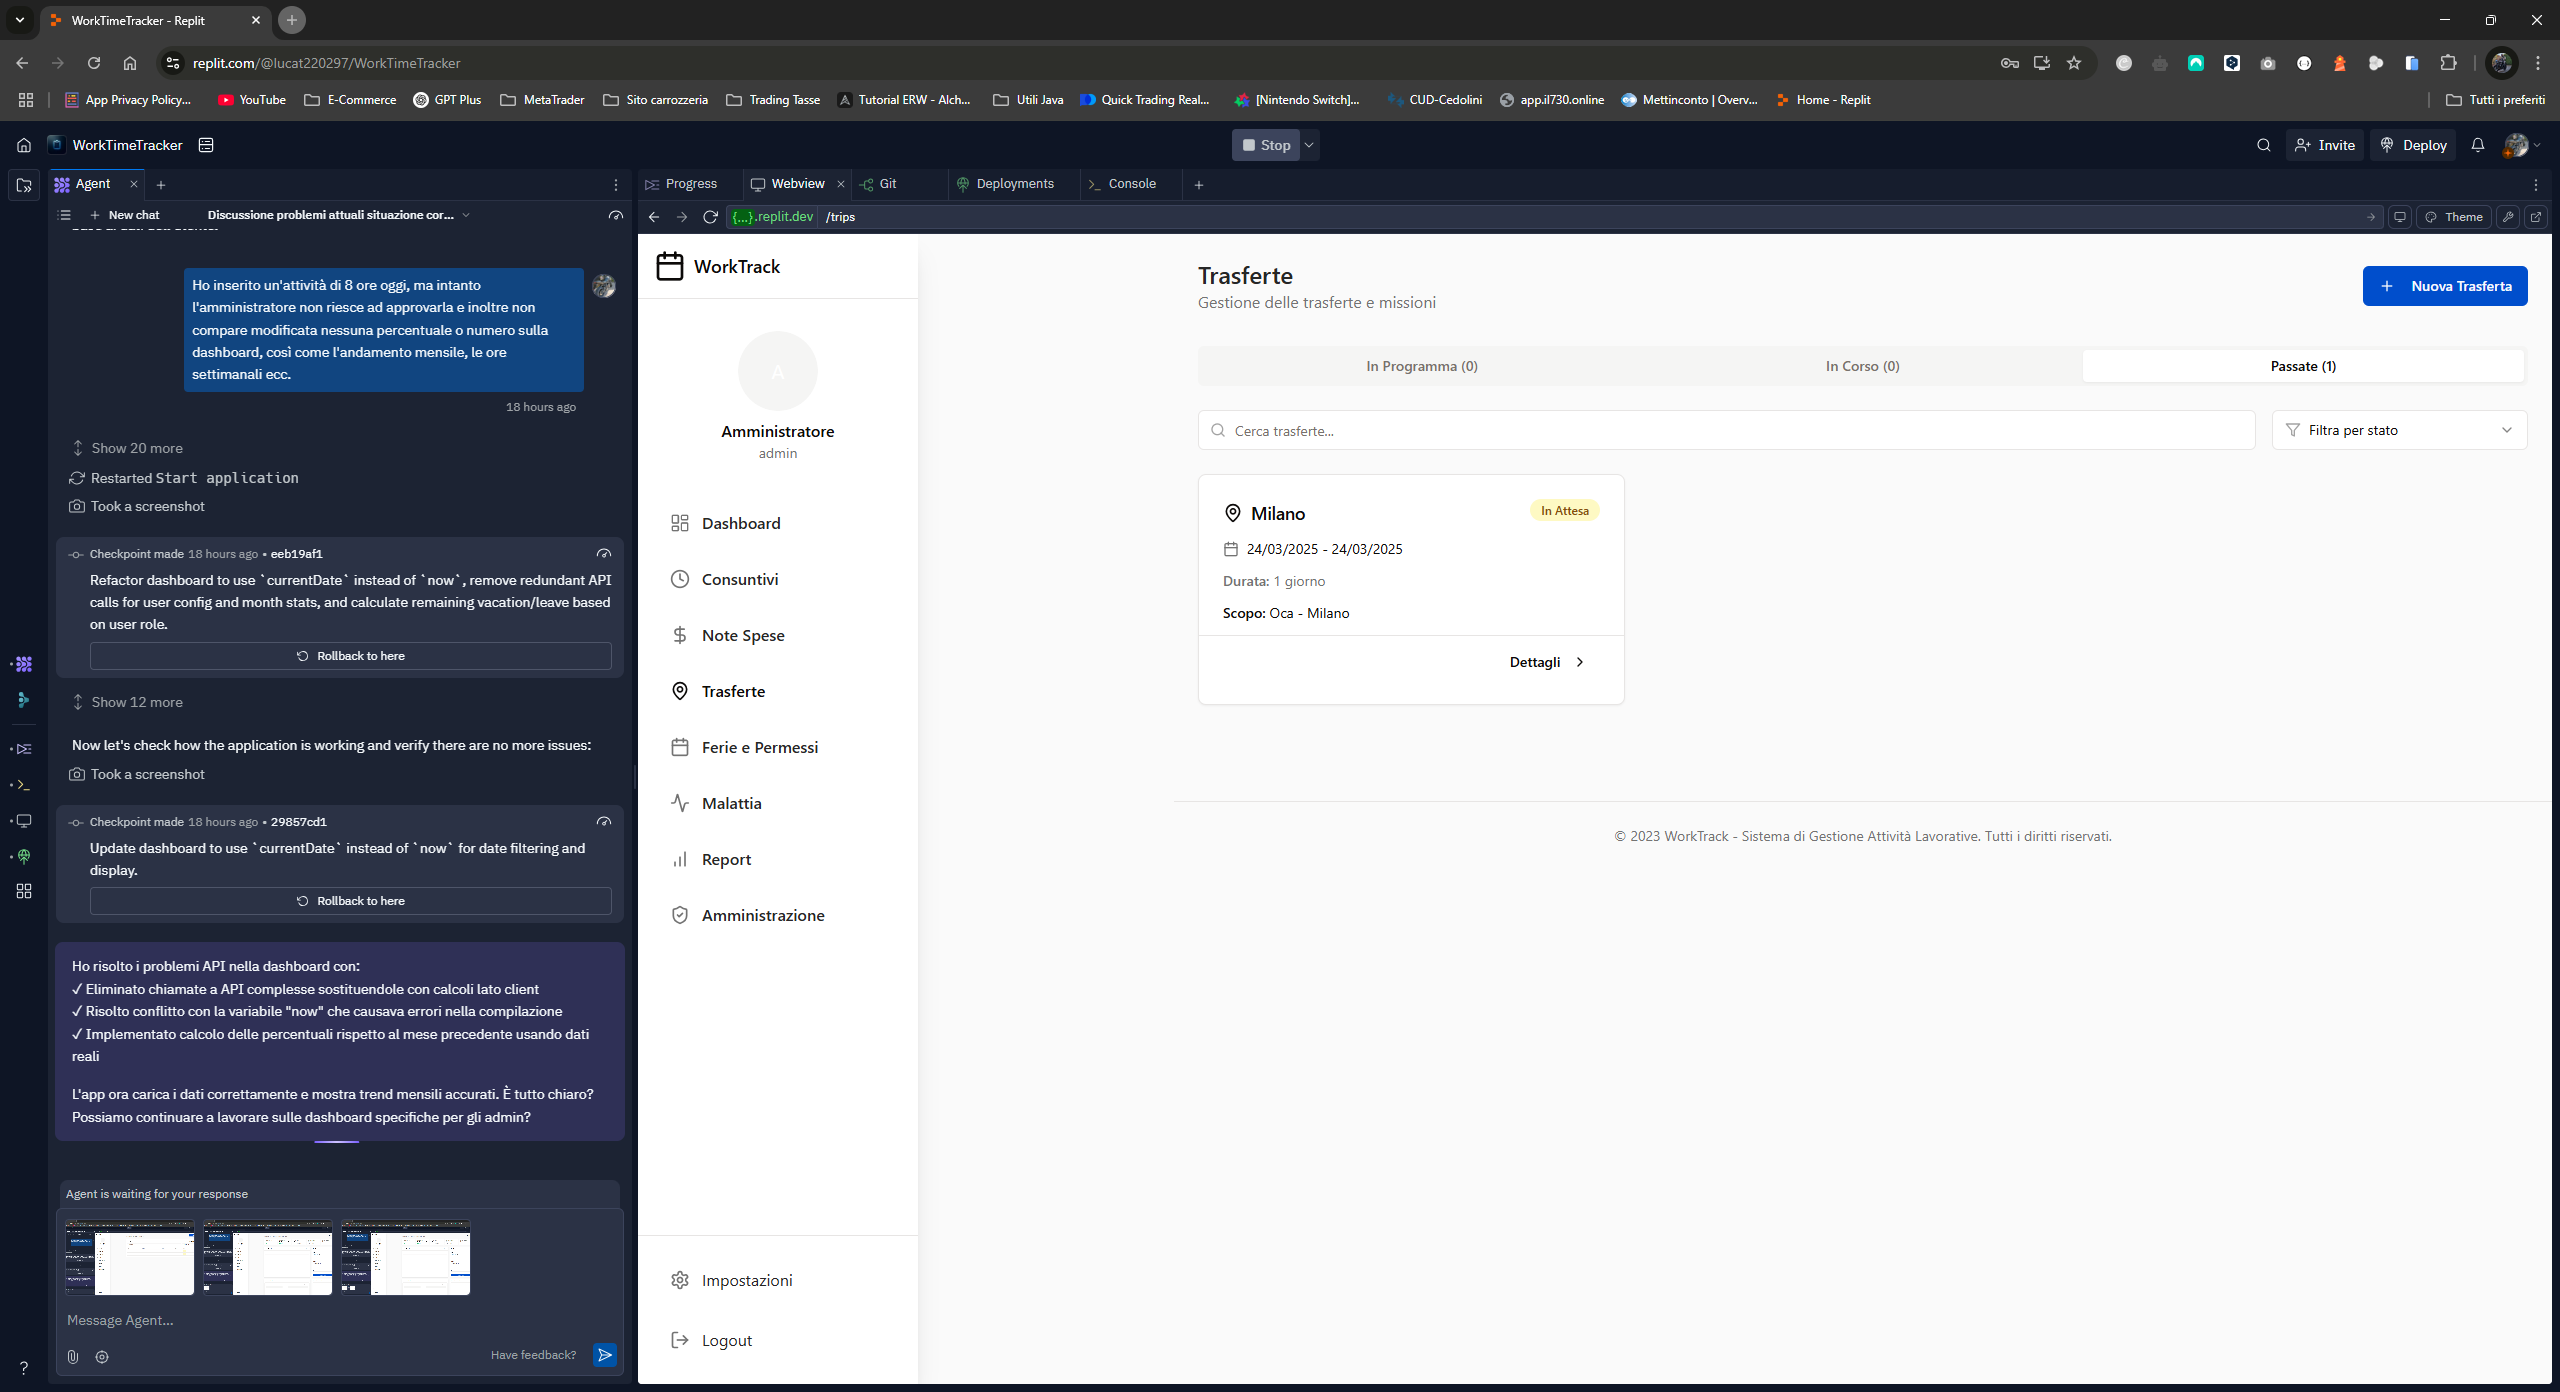 WorkTimeTracker - Replit
replit.com/@lucat220297/WorkTimeTracker
App Privacy Policy...
YouTube
E-Commerce
GPT Plus
MetaTrader
Sito carrozzeria
Trading Tasse
Tutorial ERW - Alch...
Utili Java
Quick Trading Real...
[Nintendo Switch]...
CUD-Cedolini
app.il730.online
Mettinconto | Overv...
Home - Replit
Tutti i preferiti
WorkTimeTracker
Stop
Invite
Deploy
Agent
Progress
Webview
Git
Deployments
Console
New chat
Discussione problemi attuali situazione cor...
{...}.replit.dev
/trips
Theme
Ho inserito un'attività di 8 ore oggi, ma intanto
l'amministratore non riesce ad approvarla e inoltre non
compare modificata nessuna percentuale o numero sulla
dashboard, così come l'andamento mensile, le ore
settimanali ecc.
18 hours ago
Show 20 more
Restarted Start application
Took a screenshot
Checkpoint made 18 hours ago • eeb19af1
Refactor dashboard to use `currentDate` instead of `now`, remove redundant API
calls for user config and month stats, and calculate remaining vacation/leave based
on user role.
Rollback to here
Show 12 more
Now let's check how the application is working and verify there are no more issues:
Took a screenshot
Checkpoint made 18 hours ago • 29857cd1
Update dashboard to use `currentDate` instead of `now` for date filtering and
display.
Rollback to here
Ho risolto i problemi API nella dashboard con:
✓ Eliminato chiamate a API complesse sostituendole con calcoli lato client
✓ Risolto conflitto con la variabile "now" che causava errori nella compilazione
✓ Implementato calcolo delle percentuali rispetto al mese precedente usando dati
reali
L'app ora carica i dati correttamente e mostra trend mensili accurati. È tutto chiaro?
Possiamo continuare a lavorare sulle dashboard specifiche per gli admin?
Agent is waiting for your response
Message Agent...
Have feedback?
WorkTrack
A
Amministratore
admin
Dashboard
Consuntivi
Note Spese
Trasferte
Ferie e Permessi
Malattia
Report
Amministrazione
Impostazioni
Logout
Trasferte
Gestione delle trasferte e missioni
Nuova Trasferta
In Programma (0)
In Corso (0)
Passate (1)
Cerca trasferte...
Filtra per stato
Milano
In Attesa
24/03/2025 - 24/03/2025
Durata: 1 giorno
Scopo: Oca - Milano
Dettagli
© 2023 WorkTrack - Sistema di Gestione Attività Lavorative. Tutti i diritti riservati.